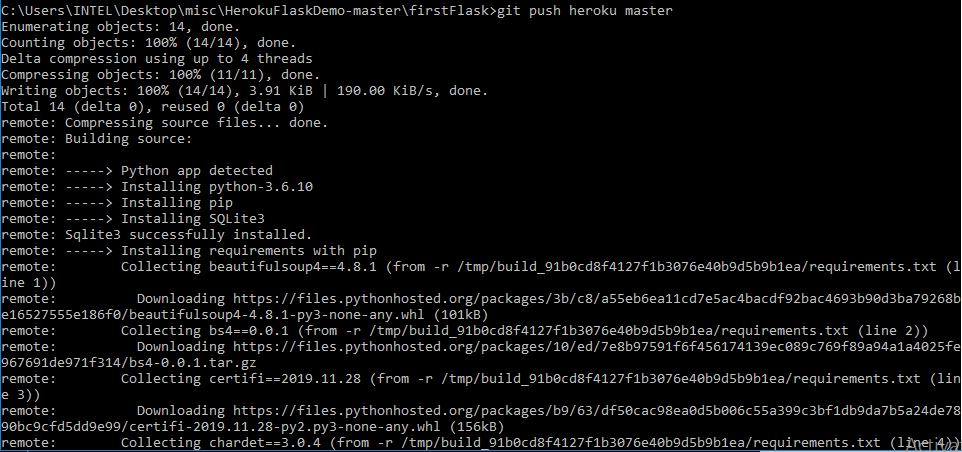 C:\Users\INTEL\Desktop\misc\HerokuFlaskDemo-master\firstFlask>git push heroku master
Enumerating objects: 14, done.
Counting objects: 100% (14/14), done.
Delta compression using up to 4 threads
Compressing objects: 100% (11/11), done.
Writing objects: 100% (14/14), 3.91 KiB | 190.00 KiB/s, done.
Total 14 (delta 0), reused 0 (delta 0)
remote: Compressing source files... done.
remote: Building source:
remote:
remote: -----> Python app detected
remote: -----> Installing python-3.6.10
remote: -----> Installing pip
remote: -----> Installing SQLite3
remote: Sqlite3 successfully installed.
remote: -----> Installing requirements with pip
remote:        Collecting beautifulsoup4==4.8.1 (from -r /tmp/build_91b0cd8f4127f1b3076e40b9d5b9b1ea/requirements.txt (l
ine 1))
remote:          Downloading https://files.pythonhosted.org/packages/3b/c8/a55eb6ea11cd7e5ac4bacdf92bac4693b90d3ba79268b
e16527555e186f0/beautifulsoup4-4.8.1-py3-none-any.whl (101kB)
remote:        Collecting bs4==0.0.1 (from -r /tmp/build_91b0cd8f4127f1b3076e40b9d5b9b1ea/requirements.txt (line 2))
remote:          Downloading https://files.pythonhosted.org/packages/10/ed/7e8b97591f6f456174139ec089c769f89a94a1a4025fe
967691de971f314/bs4-0.0.1.tar.gz
remote:        Collecting certifi==2019.11.28 (from -r /tmp/build_91b0cd8f4127f1b3076e40b9d5b9b1ea/requirements.txt (lin
e 3))
remote:          Downloading https://files.pythonhosted.org/packages/b9/63/df50cac98ea0d5b006c55a399c3bf1db9da7b5a24de78
90bc9cfd5dd9e99/certifi-2019.11.28-py2.py3-none-any.whl (156kB)
remote:        Collecting chardet==3.0.4 (from -r /tmp/build_91b0cd8f4127f1b3076e40b9d5b9b1ea/requirements.txt (line 4))